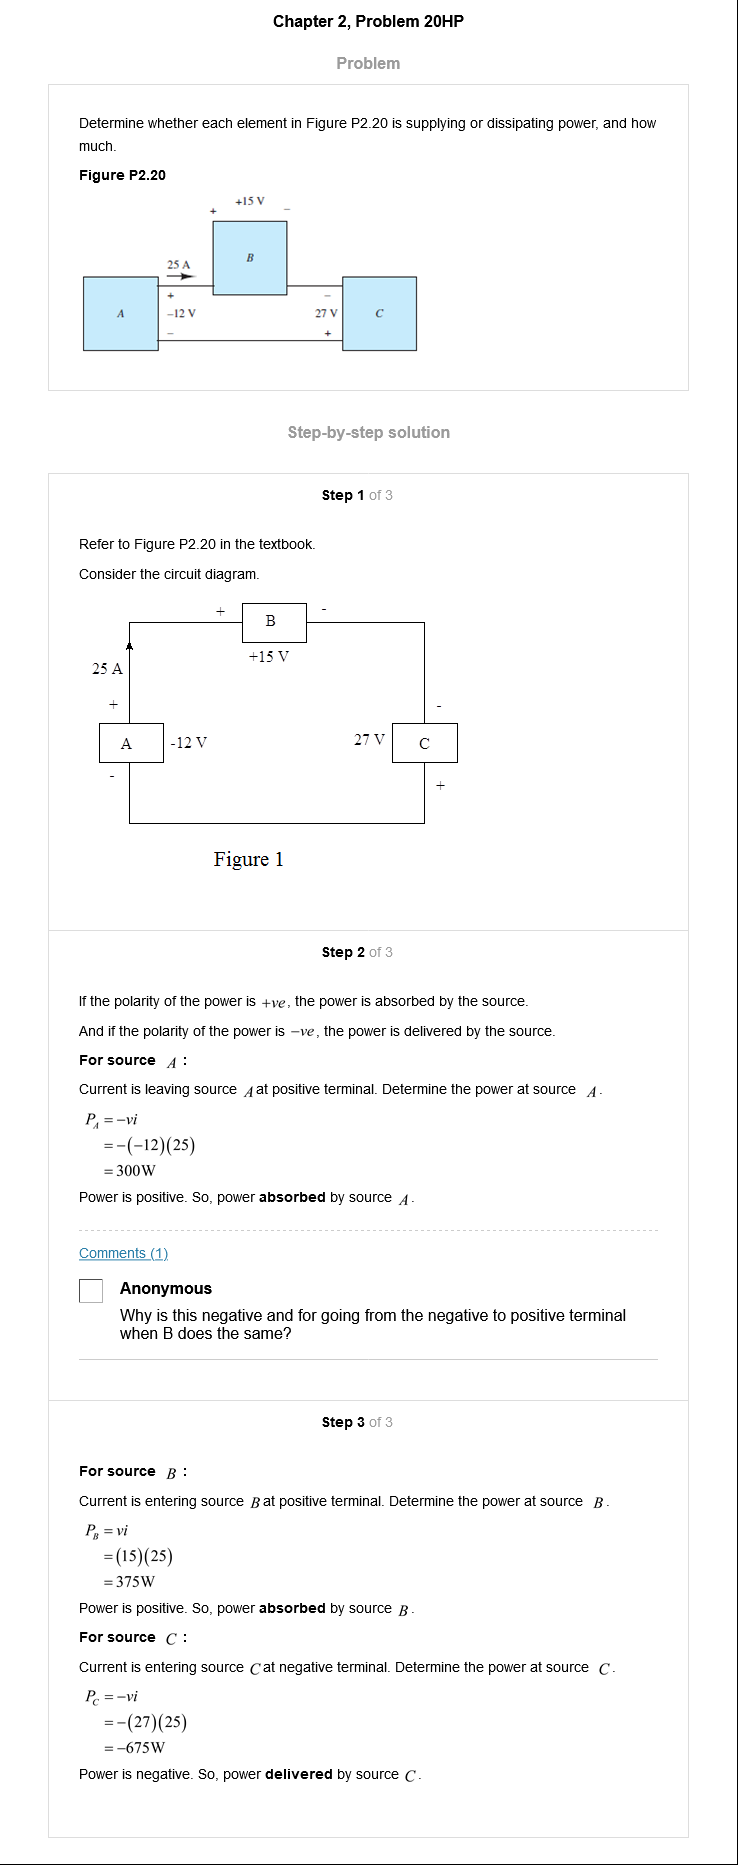 Chapter 2, Problem 20HP
Problem
Determine whether each element in Figure P2.20 is supplying or dissipating power, and how
much.
Figure P2.20
+15 V
+ −
B
25 A
+ −
A −12 V 27 V C
− +
Step-by-step solution
Step 1 of 3
Refer to Figure P2.20 in the textbook.
Consider the circuit diagram.
+ B -
+15 V
25 A
+ -
A -12 V 27 V C
- +
Figure 1
Step 2 of 3
If the polarity of the power is +ve, the power is absorbed by the source.
And if the polarity of the power is −ve, the power is delivered by the source.
For source A :
Current is leaving source A at positive terminal. Determine the power at source A.
P_A = −vi
= −(−12)(25)
= 300W
Power is positive. So, power absorbed by source A.
Comments (1)
Anonymous
Why is this negative and for going from the negative to positive terminal
when B does the same?
Step 3 of 3
For source B :
Current is entering source B at positive terminal. Determine the power at source B.
P_B = vi
= (15)(25)
= 375W
Power is positive. So, power absorbed by source B.
For source C :
Current is entering source C at negative terminal. Determine the power at source C.
P_C = −vi
= −(27)(25)
= −675W
Power is negative. So, power delivered by source C.